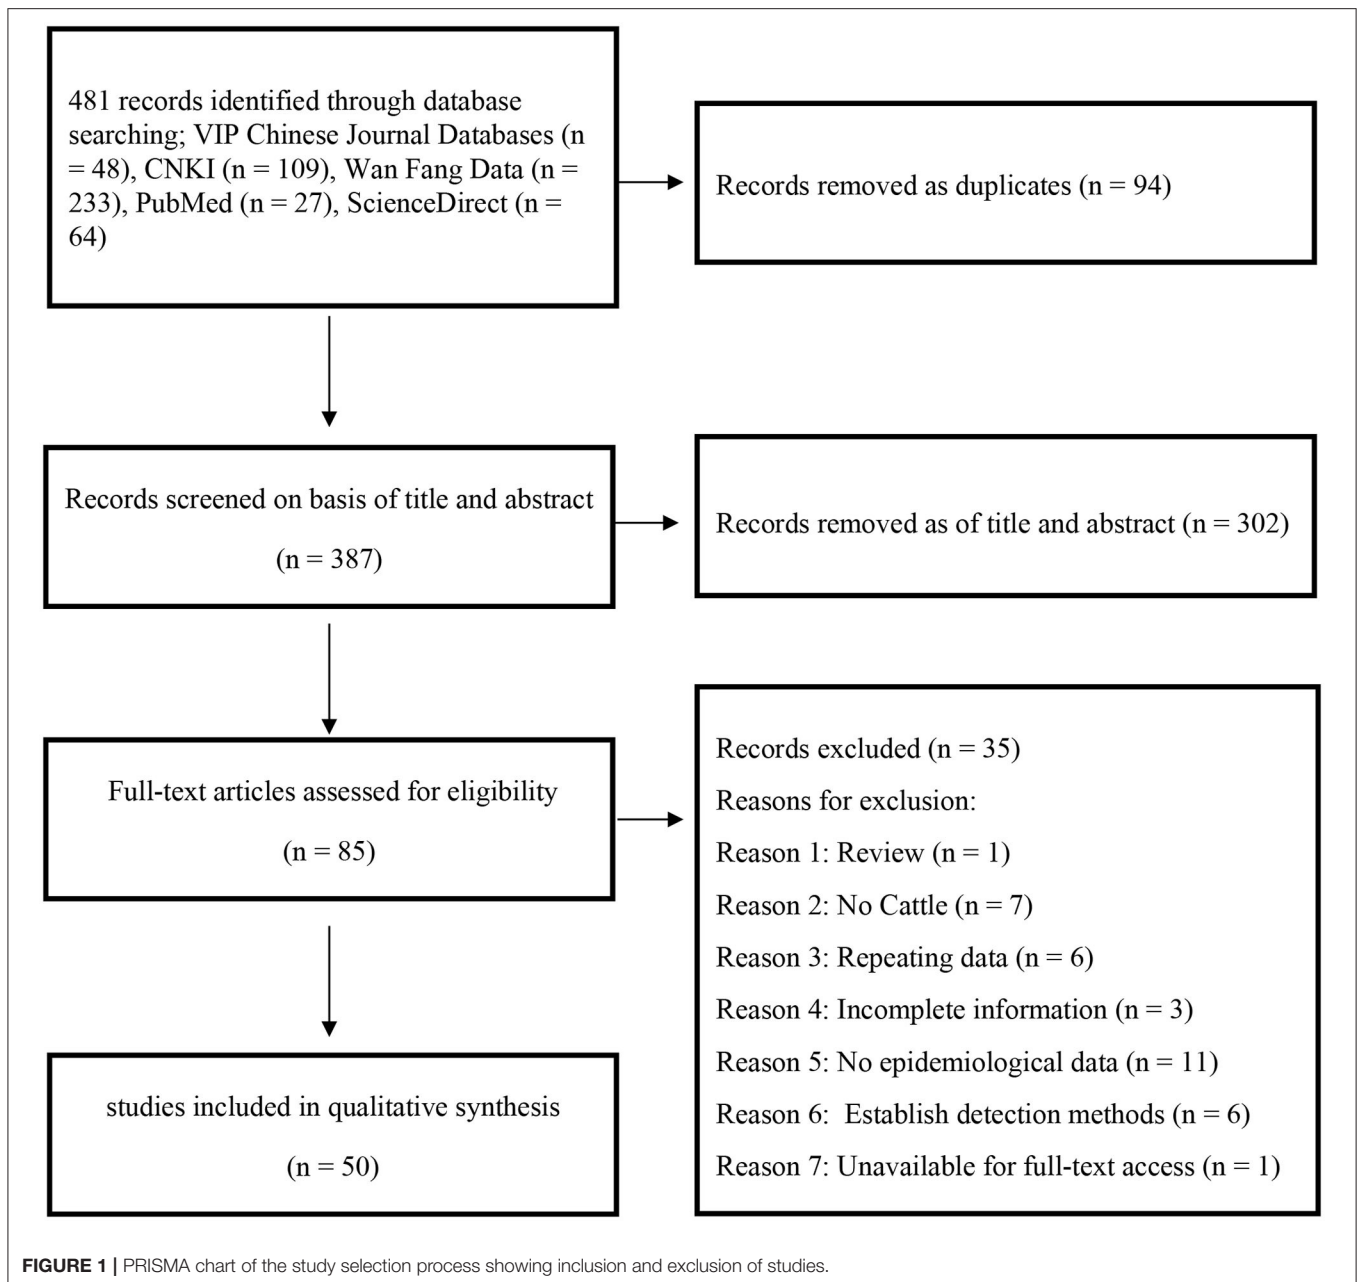 481 records identified through database
searching; VIP Chinese Journal Databases (n
= 48), CNKI (n = 109), Wan Fang Data (n =
233), PubMed (n = 27), ScienceDirect (n =
64)
Records removed as duplicates (n = 94)
Records screened on basis of title and abstract
(n = 387)
Records removed as of title and abstract (n = 302)
Full-text articles assessed for eligibility
(n = 85)
Records excluded (n = 35)
Reasons for exclusion:
Reason 1: Review (n = 1)
Reason 2: No Cattle (n = 7)
Reason 3: Repeating data (n = 6)
Reason 4: Incomplete information (n = 3)
Reason 5: No epidemiological data (n = 11)
Reason 6:  Establish detection methods (n = 6)
Reason 7: Unavailable for full-text access (n = 1)
studies included in qualitative synthesis
(n = 50)
FIGURE 1 | PRISMA chart of the study selection process showing inclusion and exclusion of studies.